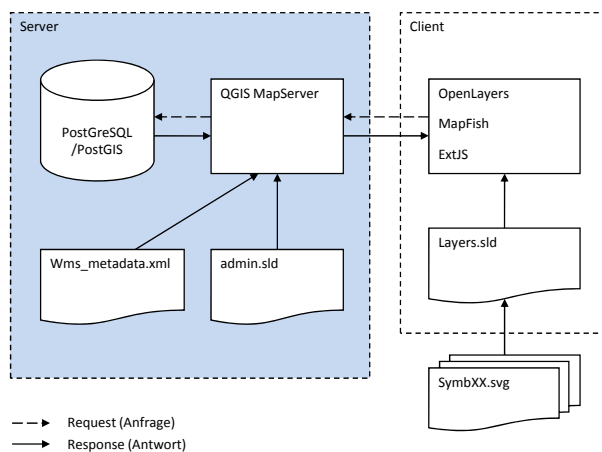 Server
Client
PostGreSQL
/PostGIS
QGIS MapServer
OpenLayers
MapFish
ExtJS
Wms_metadata.xml
admin.sld
Layers.sld
SymbXX.svg
Request (Anfrage)
Response (Antwort)